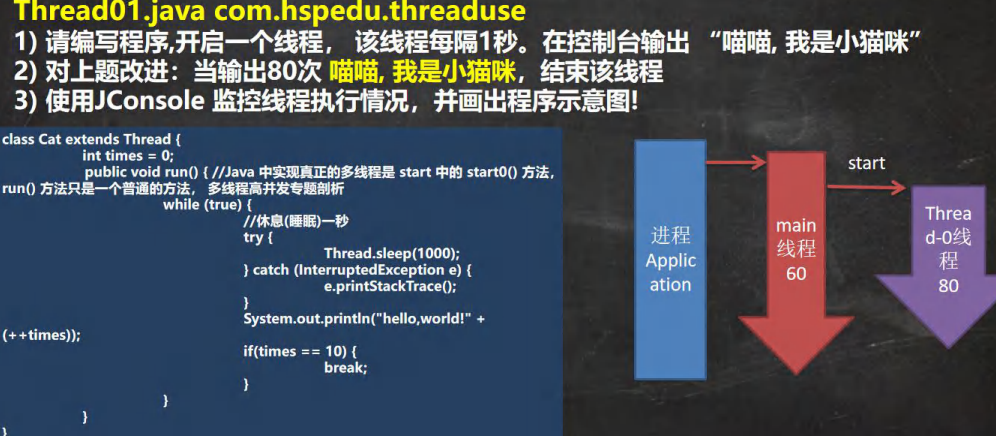 Thread01.java com.hspedu.threaduse
1) 请编写程序,开启一个线程， 该线程每隔1秒。在控制台输出 “喵喵, 我是小猫咪”
2) 对上题改进：当输出80次 喵喵, 我是小猫咪，结束该线程
3) 使用JConsole 监控线程执行情况，并画出程序示意图!
class Cat extends Thread {
int times = 0;
public void run() { //Java 中实现真正的多线程是 start 中的 start0() 方法，
run() 方法只是一个普通的方法， 多线程高并发专题剖析
while (true) {
//休息(睡眠)一秒
try {
Thread.sleep(1000);
} catch (InterruptedException e) {
e.printStackTrace();
}
System.out.println("hello,world!" +
(++times));
if(times == 10) {
break;
}
}
}
}
进程
Applic
ation
main
线程
60
start
Threa
d-0线
程
80